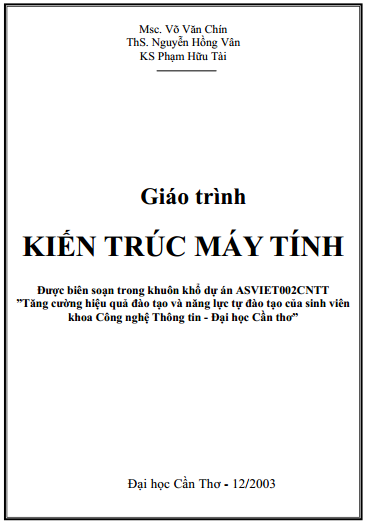 Msc. Võ Văn Chín
ThS. Nguyễn Hồng Vân
KS Phạm Hữu Tài
Giáo trình
KIẾN TRÚC MÁY TÍNH
Được biên soạn trong khuôn khổ dự án ASVIET002CNTT
”Tăng cường hiệu quả đào tạo và năng lực tự đào tạo của sinh viên
khoa Công nghệ Thông tin - Đại học Cần thơ”
Đại học Cần Thơ - 12/2003